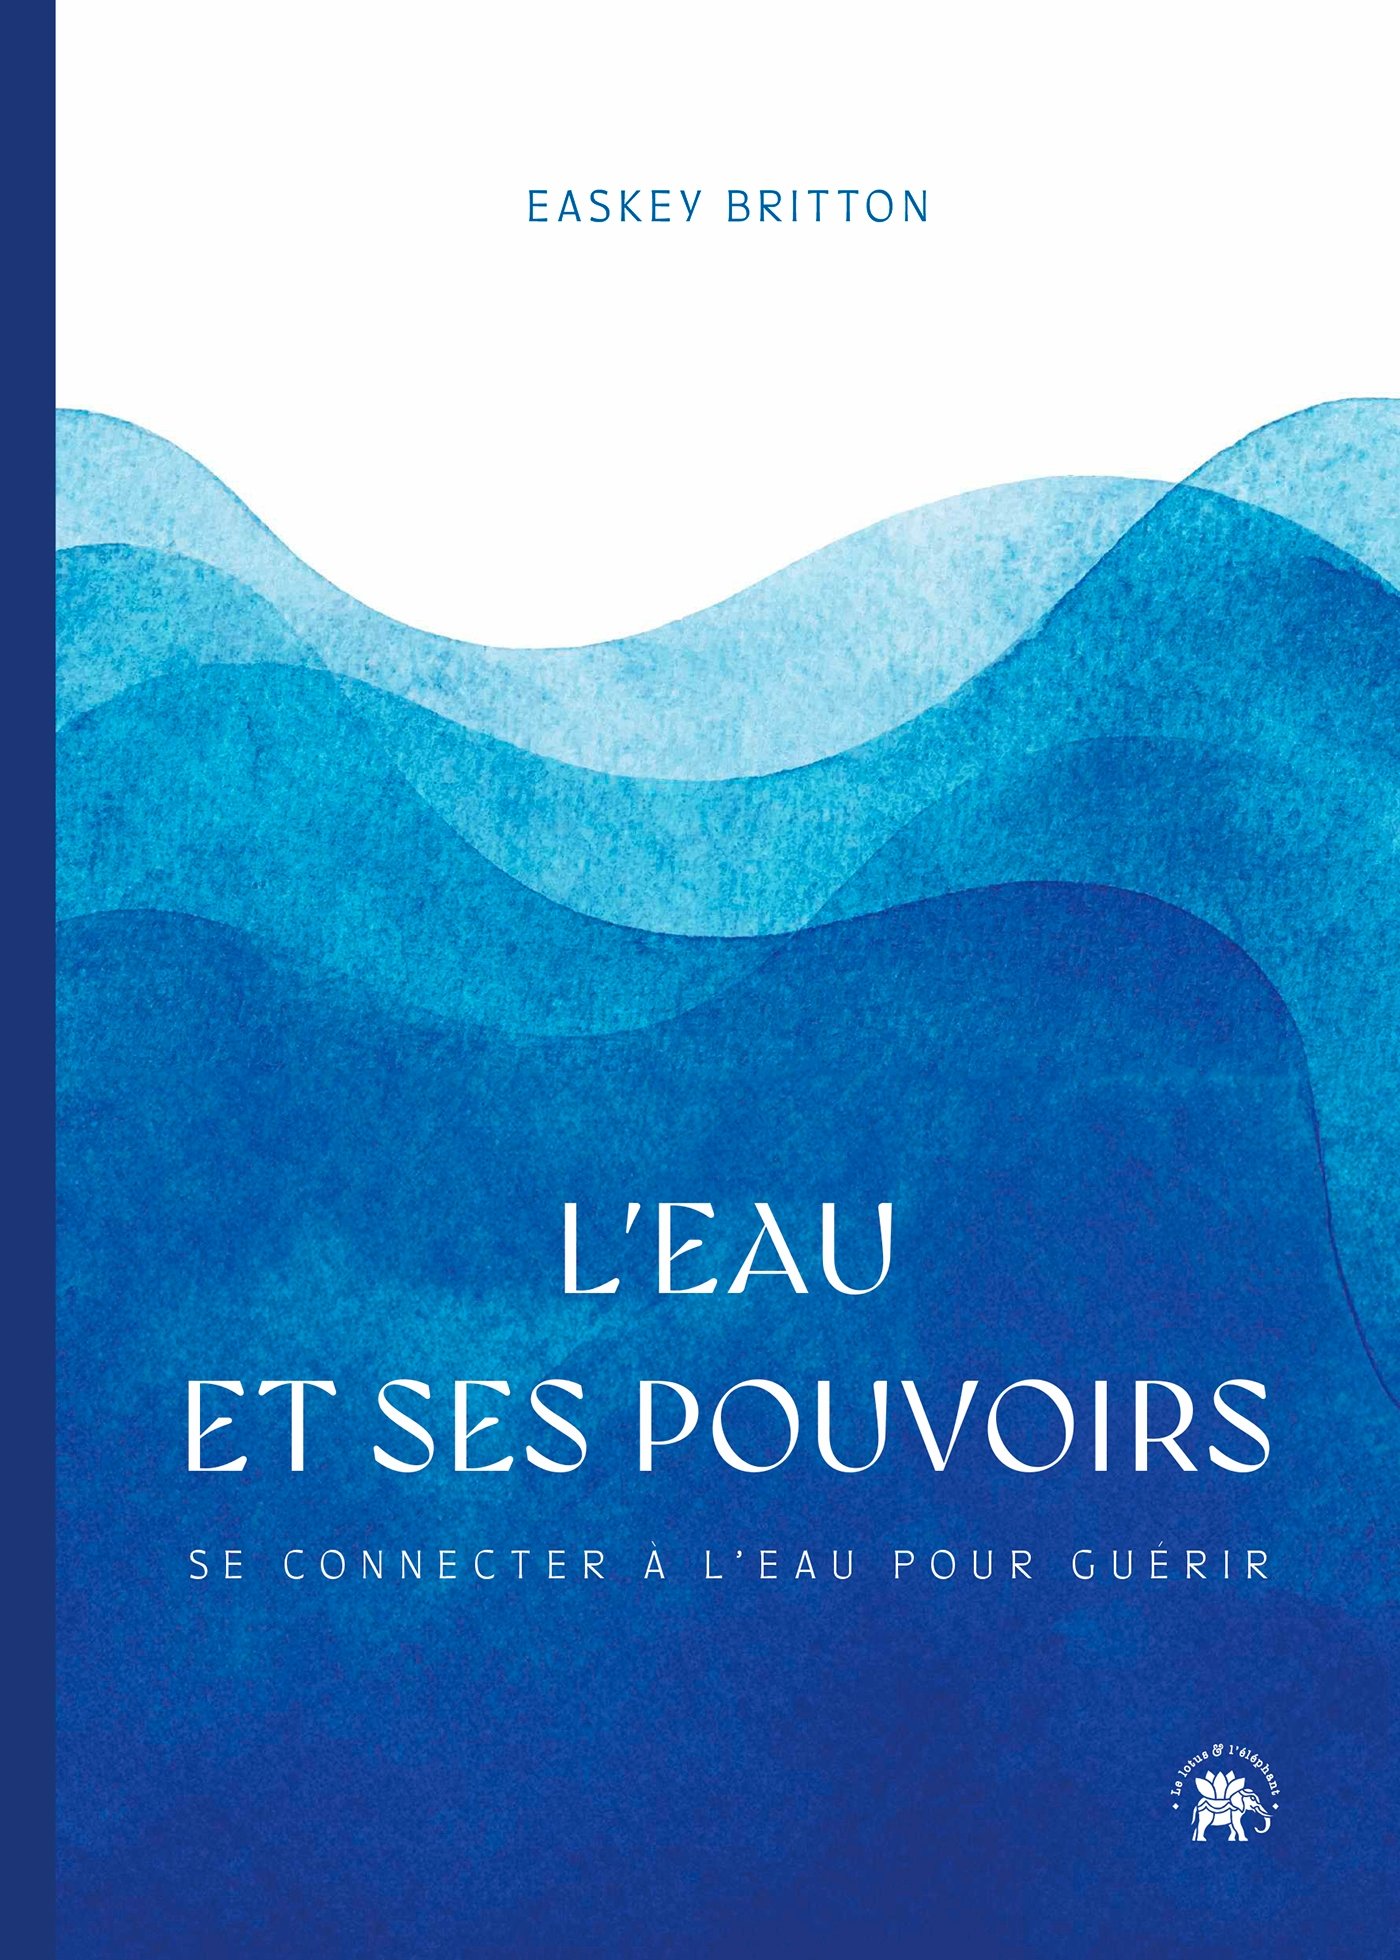 EASKEY BRITTON
L'EAU
ET SES POUVOIRS
SE CONNECTER À L'EAU POUR GUÉRIR
Le lotus & l'éléphant